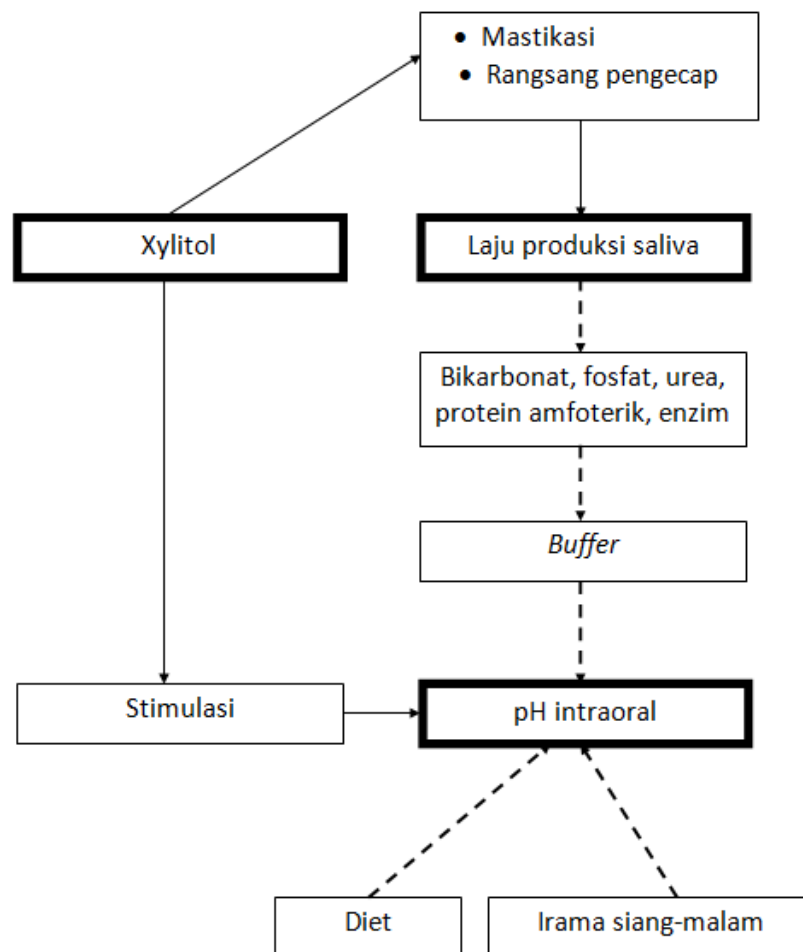 • Mastikasi
• Rangsang pengecap
Xylitol
Laju produksi saliva
Bikarbonat, fosfat, urea,
protein amfoterik, enzim
Buffer
Stimulasi
pH intraoral
Diet
Irama siang-malam